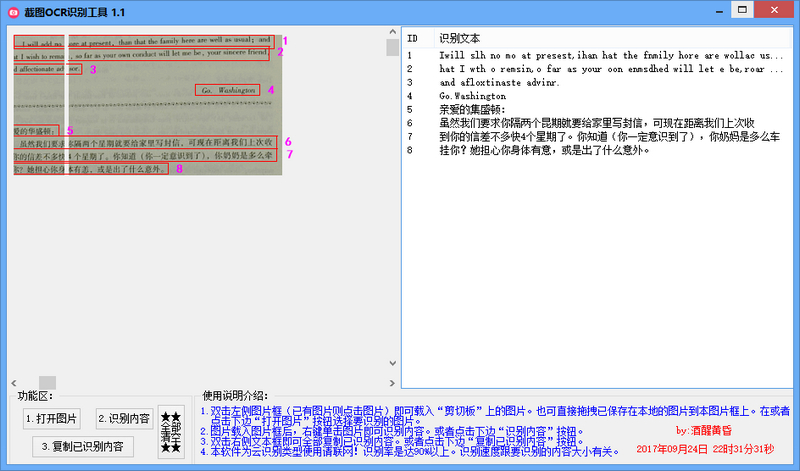 截图OCR识别工具 1.1
I will add no more at present, than that the family here are well as usual; and
t I wish to remain, so far as your own conduct will let me be, your sincere friend
d affectionate advisor.
Go. Washington
爱的华盛顿:
虽然我们要求你隔两个星期就要给家里写封信,可现在距离我们上次收
你的信差不多快4个星期了。你知道(你一定意识到了),你奶奶是多么牵
你?她担心你身体有恙,或是出了什么意外。
1
2
3
4
5
6
7
8
ID 识别文本
1 Iwill slh no mo at presest,ihan hat the fnmily hore are wollac us...
2 hat I wth o remsin,o far as your oon enmsdhed will let e be,roar ...
3 and afloxtinaste advinr.
4 Go.Washington
5 亲爱的集盛顿:
6 虽然我们要求你隔两个昆期就要给家里写封信,可现在距离我们上次收
7 到你的信差不多快4个星期了。你知道(你一定意识到了),你奶妈是多么车
8 挂你?她担心你身体有意,或是出了什么意外。
功能区:
1.打开图片
2.识别内容
3.复制已识别内容
★★
全部
清空
★★
使用说明介绍:
1.双击左侧图片框(已有图片则点击图片)即可载入“剪切板”上的图片。也可直接拖拽已保存在本地的图片到本图片框上。在或者
点击下边“打开图片”按钮选择要识别的图片。
2.图片载入图片框后,右键单击图片即可识别内容。或者点击下边“识别内容”按钮。
3.双击右侧文本框即可全部复制已识别内容。或者点击下边“复制已识别内容”按钮。
4.本软件为云识别类型使用请联网!识别率是达90%以上。识别速度跟要识别的内容大小有关。
by:酒醒黄昏
2017年09月24日 22时31分31秒